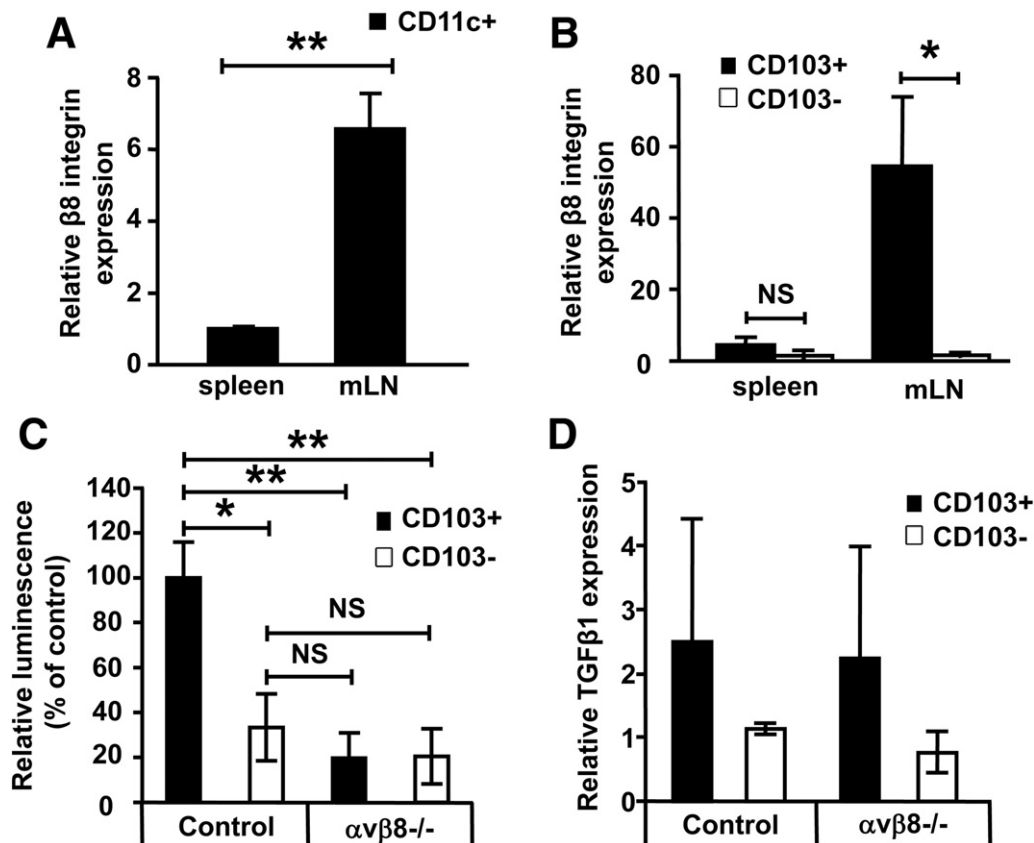 A
CD11c+
**
Relative β8 integrin
expression
8
6
4
2
0
spleen mLN
B
CD103+
CD103-
*
Relative β8 integrin
expression
80
60
40
20
0
NS
spleen mLN
C
**
**
*
CD103+
CD103-
NS
NS
Relative luminescence
(% of control)
140
120
100
80
60
40
20
0
Control αvβ8-/-
D
CD103+
CD103-
Relative TGFβ1 expression
5
4
3
2
1
0
Control αvβ8-/-